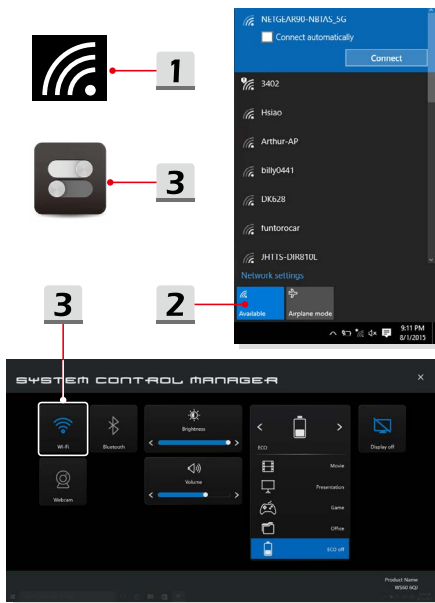 1
3
3
2
NETGEAR90-NBTAS_5G
Connect automatically
Connect
3402
Hsiao
Arthur-AP
billy0441
DK628
funtorocar
JHTTS-DIR810L
Network settings
Available
Airplane mode
9:11 PM
8/1/2015
SYSTEM CONTROL MANAGER
Wi-Fi
Bluetooth
Brightness
ECO
Display off
Webcam
Volume
Movie
Presentation
Game
Office
ECO off
Product Name
WS60 6QJ